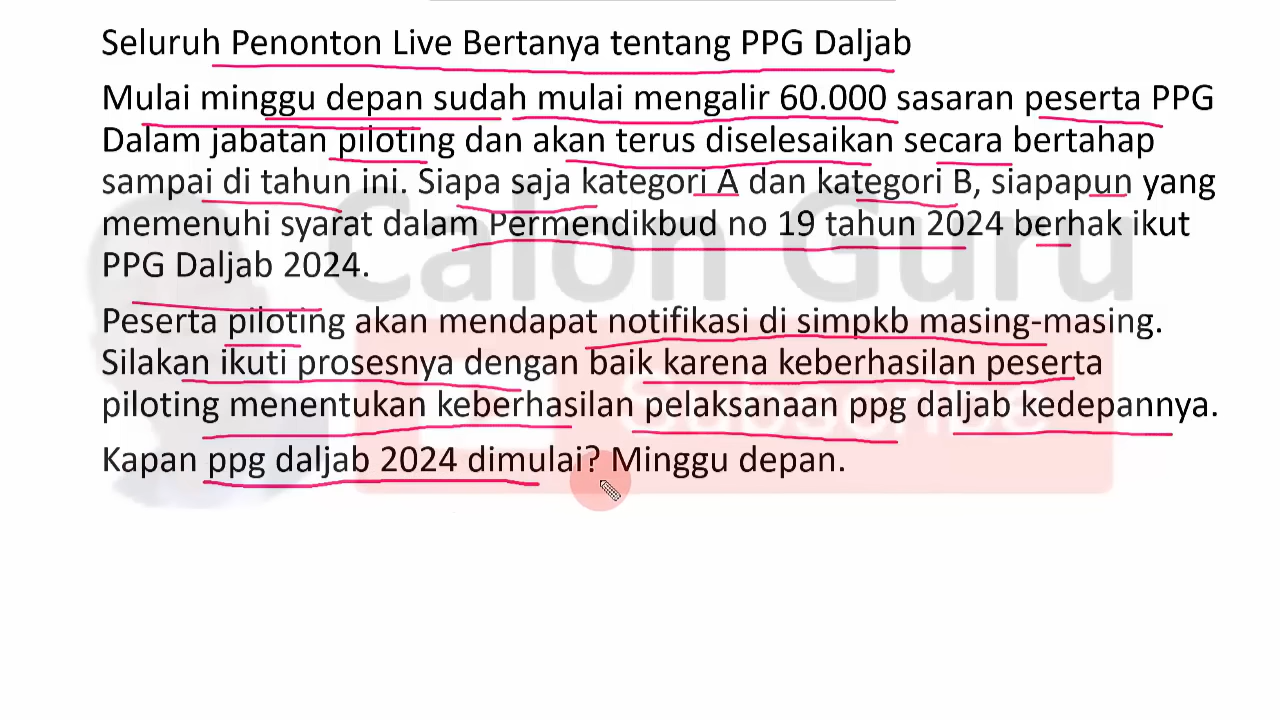 Seluruh Penonton Live Bertanya tentang PPG Daljab
Mulai minggu depan sudah mulai mengalir 60.000 sasaran peserta PPG
Dalam jabatan piloting dan akan terus diselesaikan secara bertahap
sampai di tahun ini. Siapa saja kategori A dan kategori B, siapapun yang
memenuhi syarat dalam Permendikbud no 19 tahun 2024 berhak ikut
PPG Daljab 2024.
Calon Guru
Peserta piloting akan mendapat notifikasi di simpkb masing-masing.
Silakan ikuti prosesnya dengan baik karena keberhasilan peserta
piloting menentukan keberhasilan pelaksanaan ppg daljab kedepannya.
Subscribe
Kapan ppg daljab 2024 dimulai? Minggu depan.